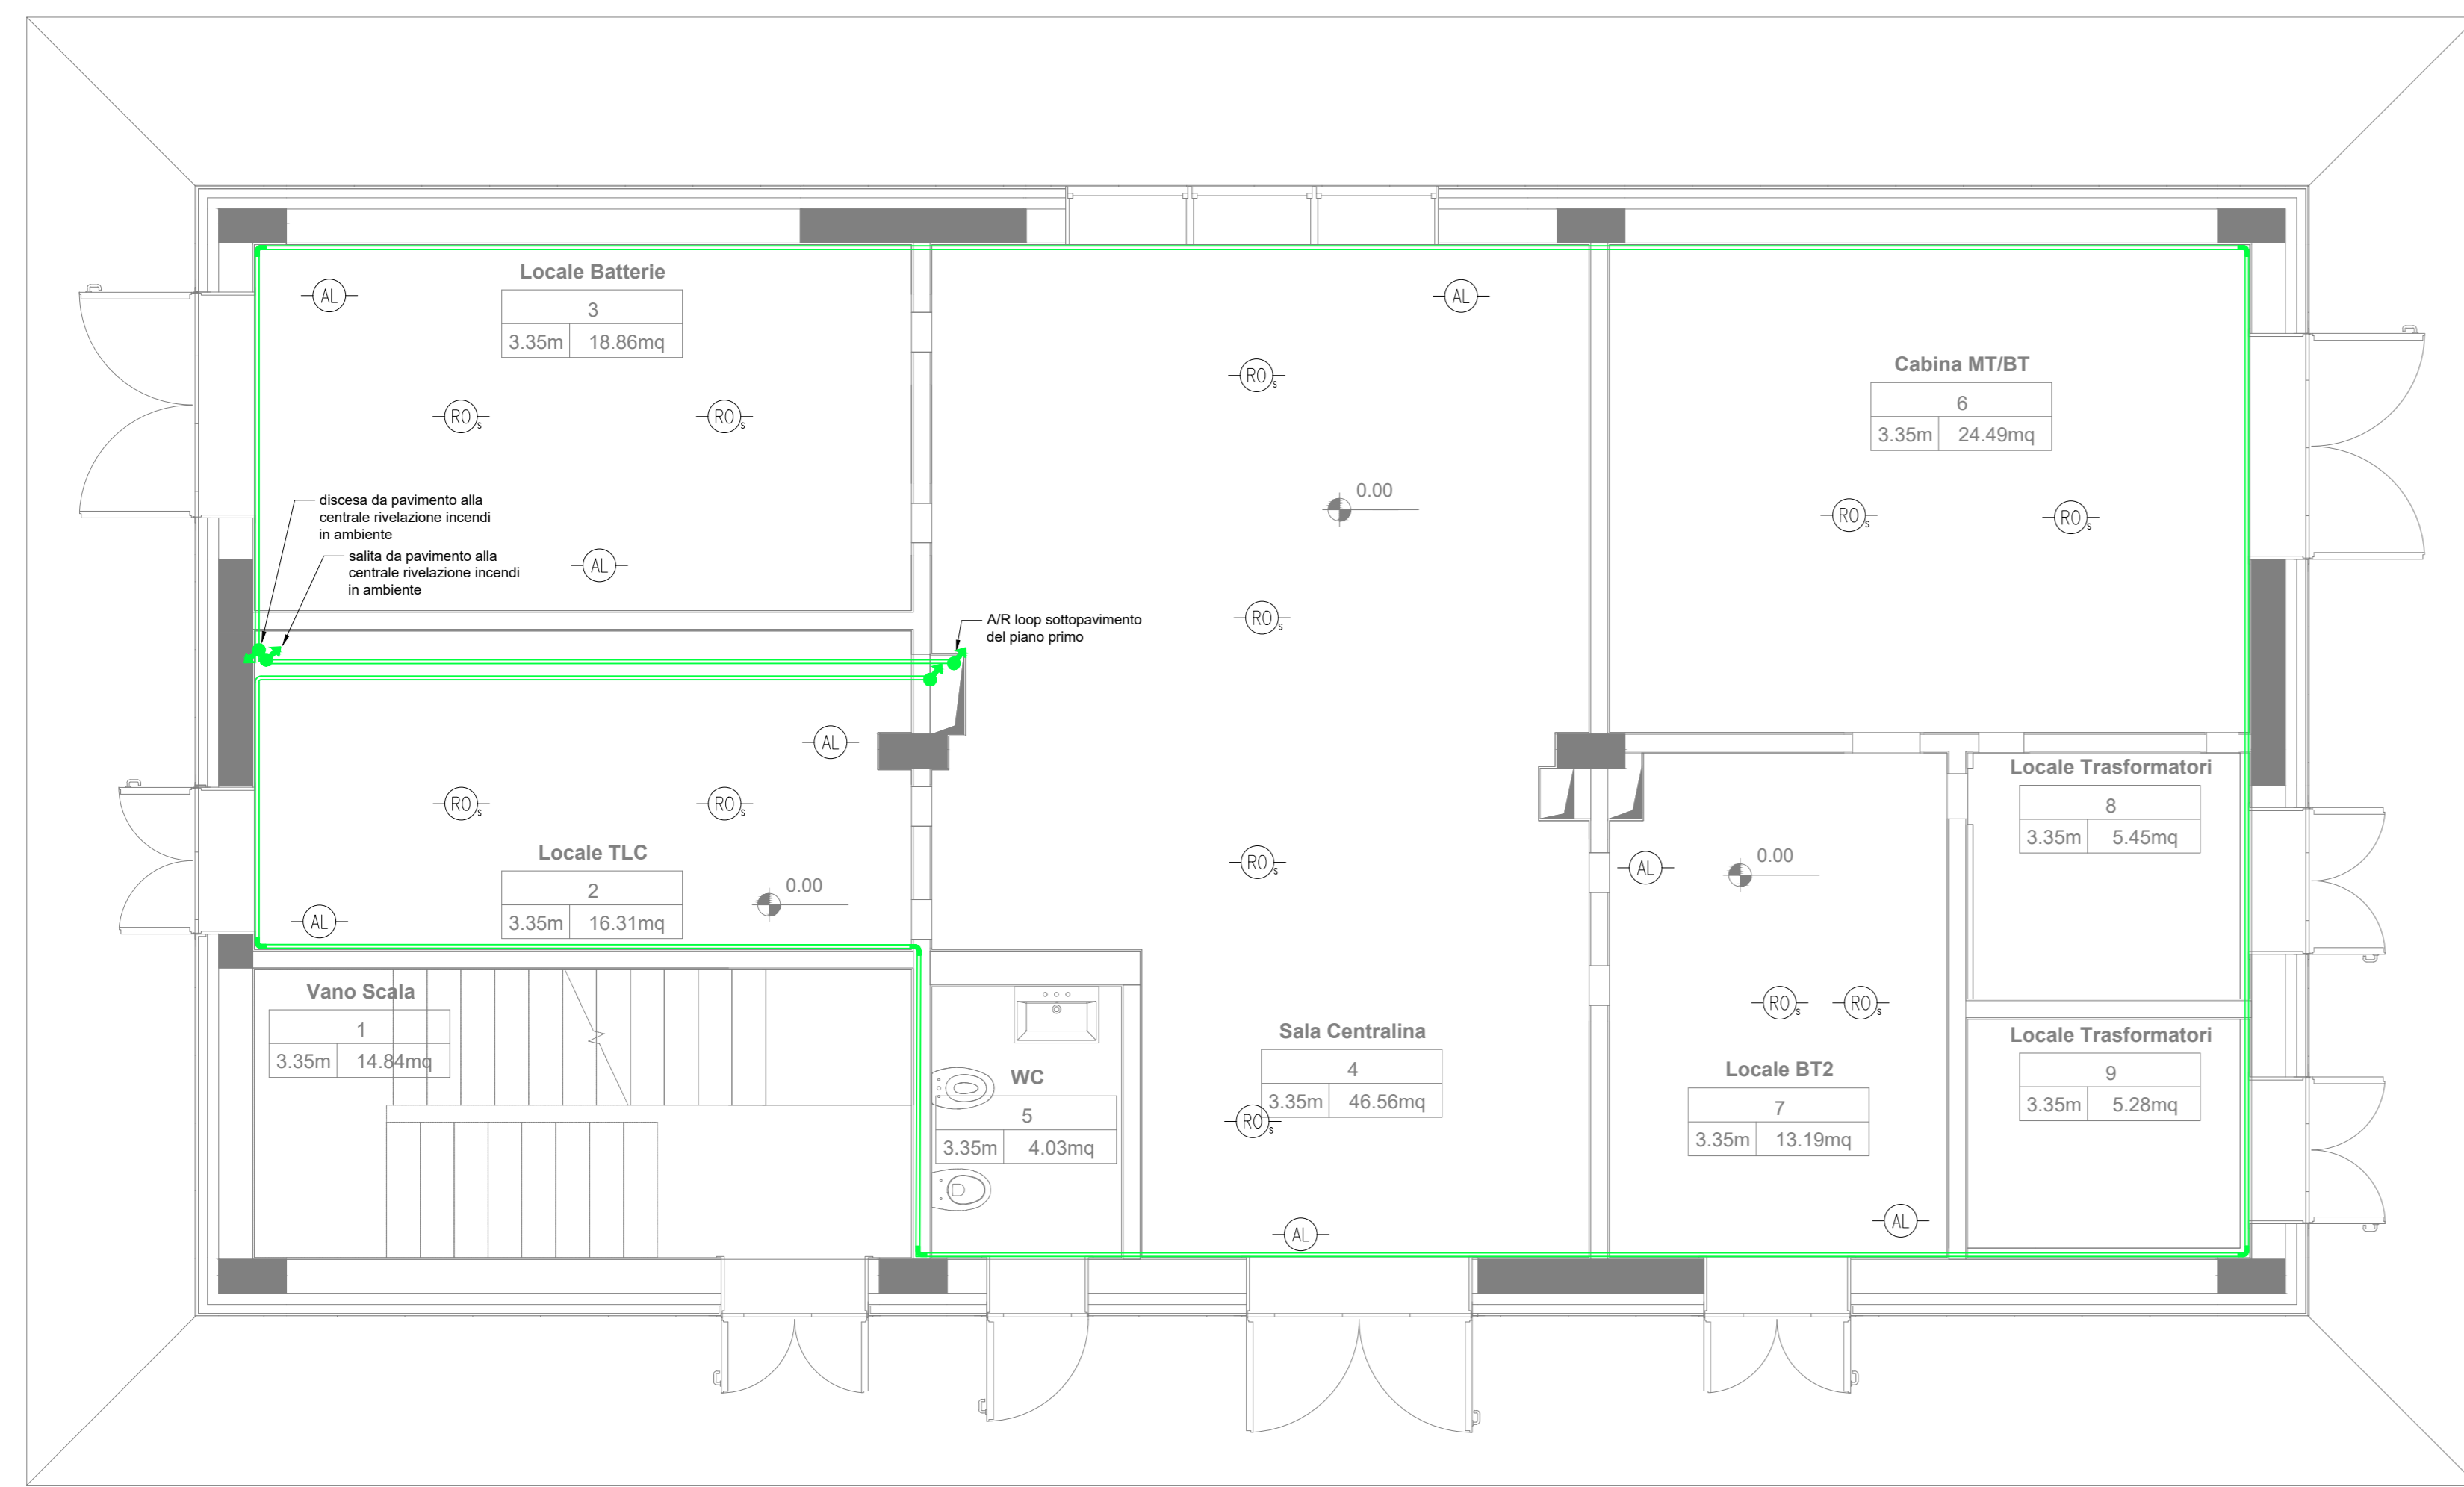 Locale Batterie
3
3.35m 18.86mq
AL
AL
RO s
RO s
RO s
Cabina MT/BT
6
3.35m 24.49mq
discesa da pavimento alla
centrale rivelazione incendi
in ambiente
salita da pavimento alla
centrale rivelazione incendi
in ambiente
AL
0.00
RO s
RO s
A/R loop sottopavimento
del piano primo
RO s
AL
RO s
RO s
Locale TLC
2
3.35m 16.31mq
0.00
AL
RO s
AL
0.00
Locale Trasformatori
8
3.35m 5.45mq
Vano Scala
1
3.35m 14.84mq
WC
5
3.35m 4.03mq
Sala Centralina
4
3.35m 46.56mq
RO s
RO s
RO s
Locale BT2
7
3.35m 13.19mq
Locale Trasformatori
9
3.35m 5.28mq
AL
AL